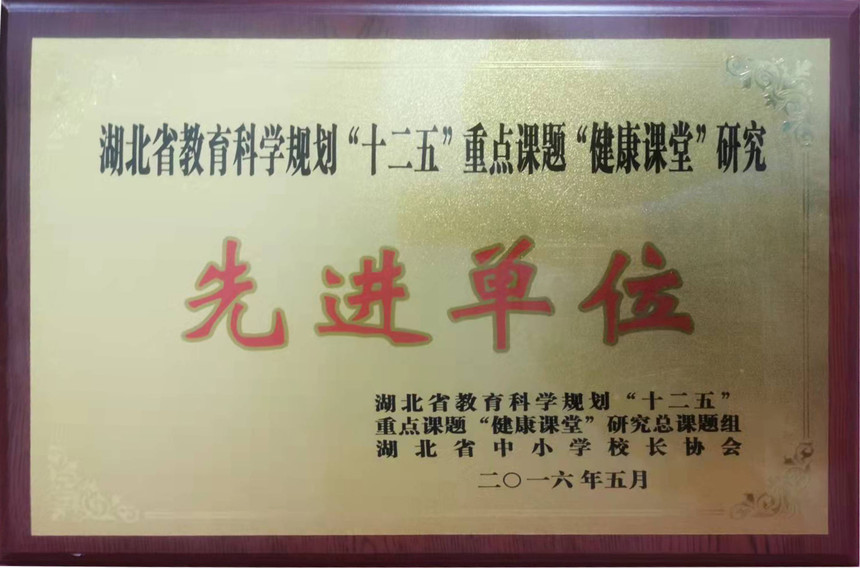 湖北省教育科学规划“十二五”重点课题“健康课堂”研究
先进单位
湖北省教育科学规划“十二五”
重点课题“健康课堂”研究总课题组
湖北省中小学校长协会
二〇一六年五月